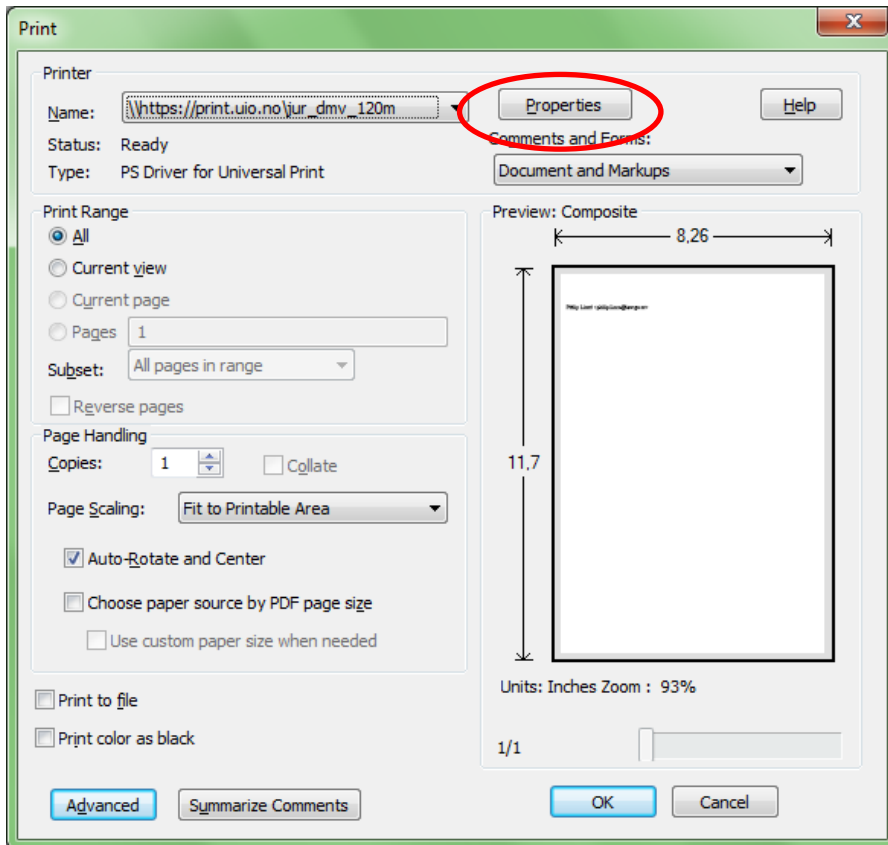 Print
Printer
Name: \\https://print.uio.no\jur_dmv_120m
Properties
Help
Status: Ready
Comments and Forms:
Type: PS Driver for Universal Print
Document and Markups
Print Range
All
Current view
Current page
Pages 1
Subset: All pages in range
Reverse pages
Page Handling
Copies: 1
Collate
Page Scaling: Fit to Printable Area
Auto-Rotate and Center
Choose paper source by PDF page size
Use custom paper size when needed
Print to file
Print color as black
Advanced
Summarize Comments
Preview: Composite
8,26
11,7
Units: Inches Zoom : 93%
1/1
OK
Cancel